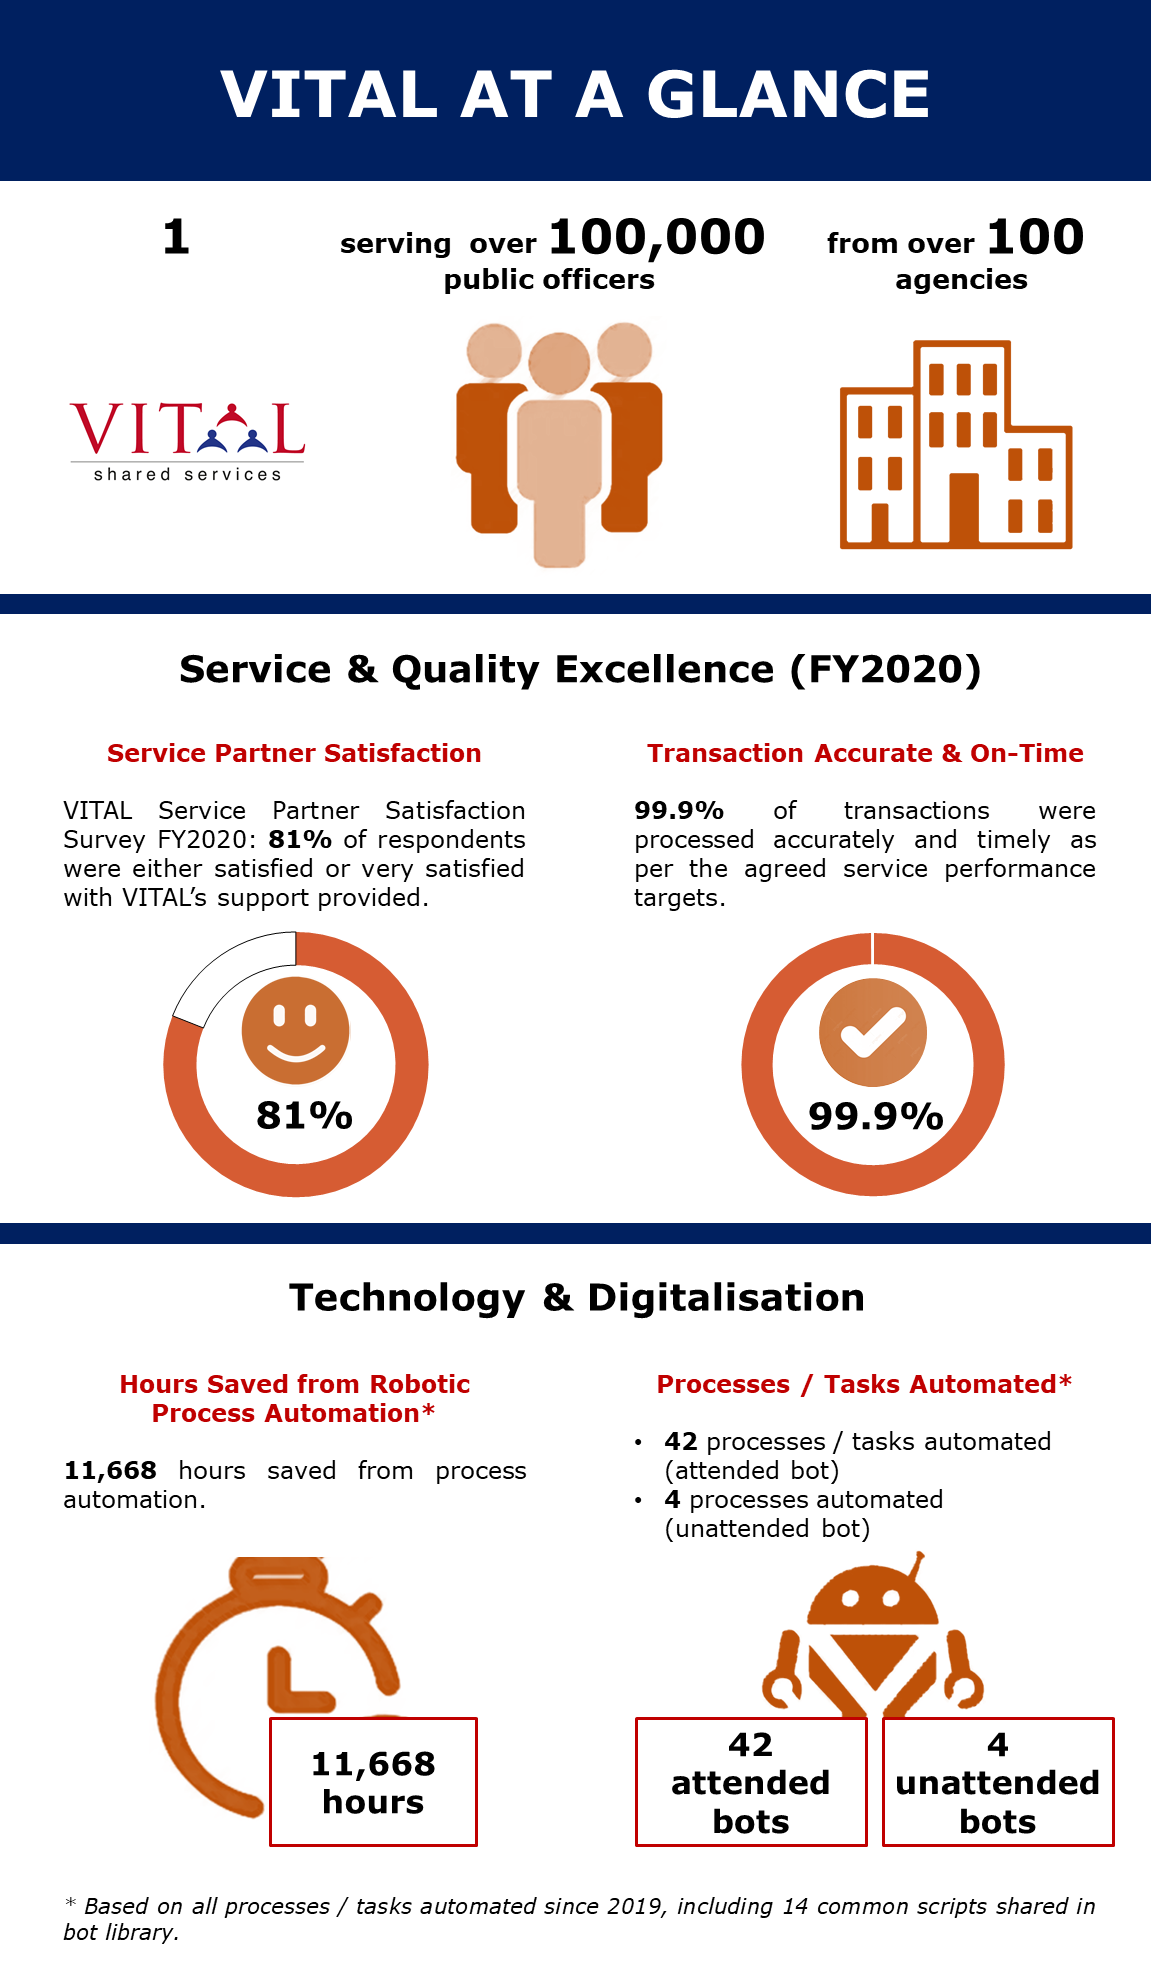 VITAL AT A GLANCE
1
serving over 100,000
public officers
from over 100
agencies
VITAL
shared services
Service & Quality Excellence (FY2020)
Service Partner Satisfaction
VITAL Service Partner Satisfaction
Survey FY2020: 81% of respondents
were either satisfied or very satisfied
with VITAL’s support provided.
81%
Transaction Accurate & On-Time
99.9% of transactions were
processed accurately and timely as
per the agreed service performance
targets.
99.9%
Technology & Digitalisation
Hours Saved from Robotic
Process Automation*
11,668 hours saved from process
automation.
11,668
hours
Processes / Tasks Automated*
• 42 processes / tasks automated
(attended bot)
• 4 processes automated
(unattended bot)
42
attended
bots
4
unattended
bots
* Based on all processes / tasks automated since 2019, including 14 common scripts shared in
bot library.